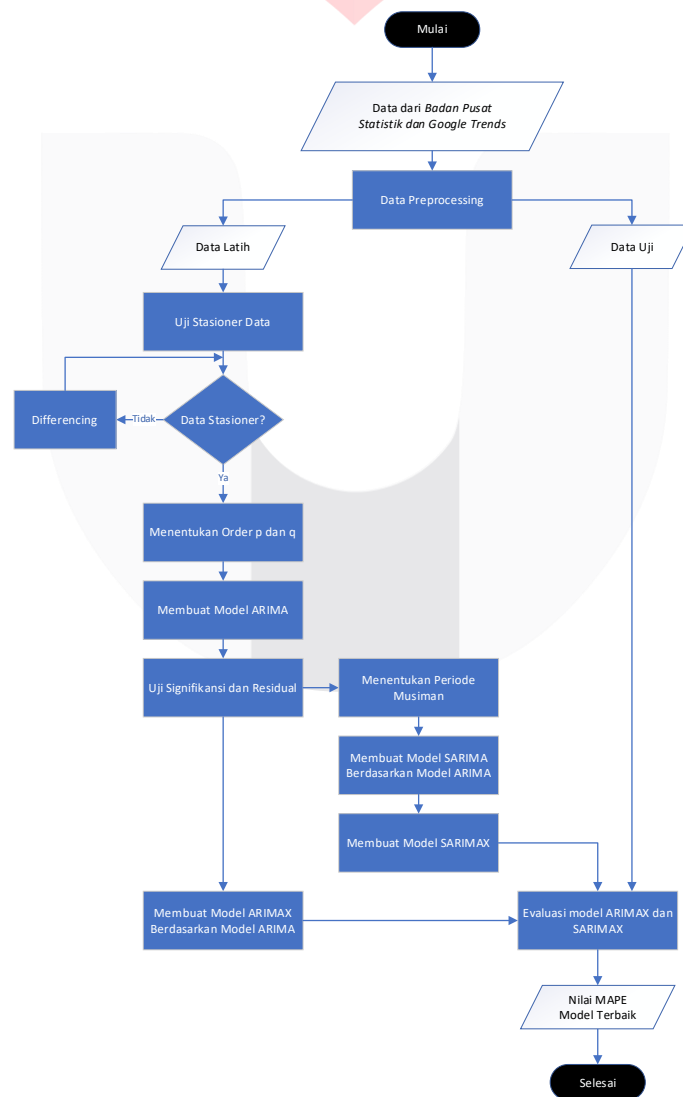 Mulai
Data dari Badan Pusat
Statistik dan Google Trends
Data Preprocessing
Data Latih
Data Uji
Uji Stasioner Data
Differencing
Tidak
Data Stasioner?
Ya
Menentukan Order p dan q
Membuat Model ARIMA
Uji Signifikansi dan Residual
Menentukan Periode
Musiman
Membuat Model SARIMA
Berdasarkan Model ARIMA
Membuat Model SARIMAX
Membuat Model ARIMAX
Berdasarkan Model ARIMA
Evaluasi model ARIMAX dan
SARIMAX
Nilai MAPE
Model Terbaik
Selesai